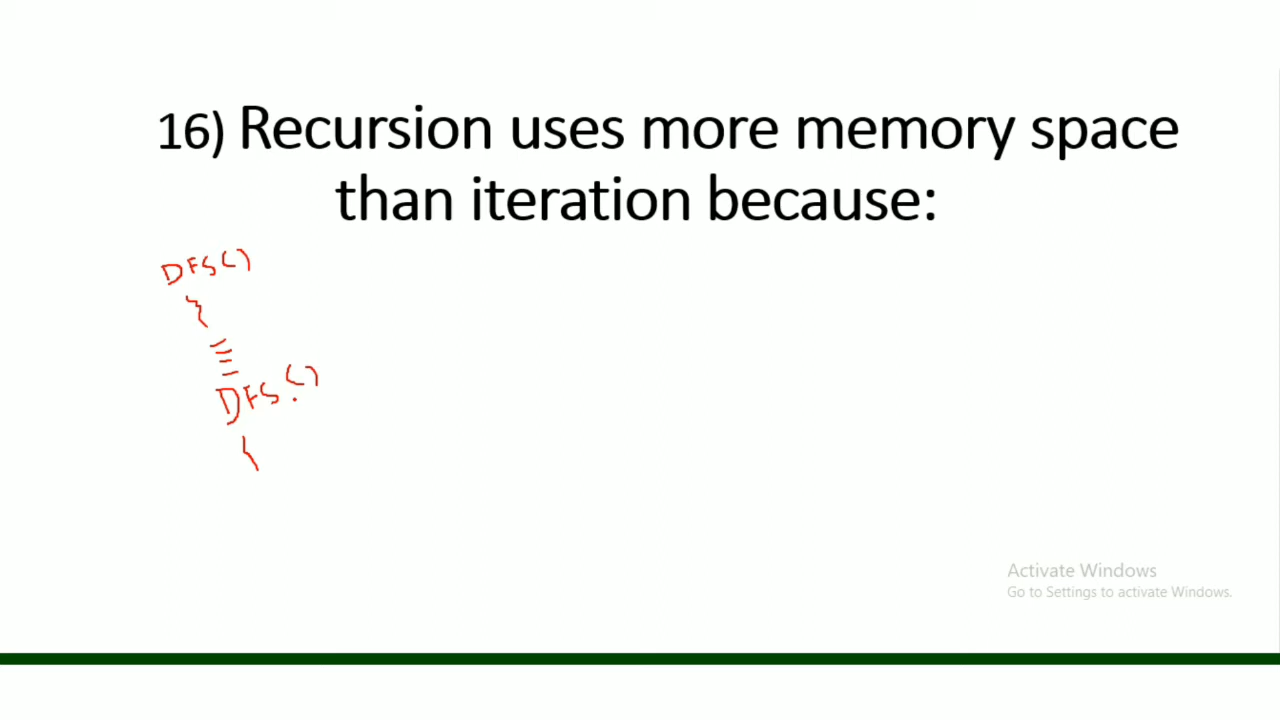 16) Recursion uses more memory space
than iteration because:
DFS()
{
DFS()
{
Activate Windows
Go to Settings to activate Windows.